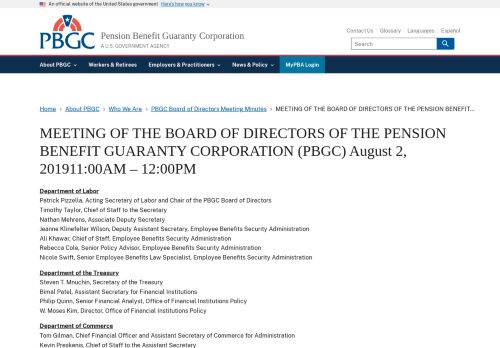 An official website of the United States government Here's how you know
PBGC
Pension Benefit Guaranty Corporation
A U.S. GOVERNMENT AGENCY
Contact Us Glossary Languages Español
Search
About PBGC Workers & Retirees Employers & Practitioners News & Policy MyPBA Login
Home › About PBGC › Who We Are › PBGC Board of Directors Meeting Minutes › MEETING OF THE BOARD OF DIRECTORS OF THE PENSION BENEFIT...
MEETING OF THE BOARD OF DIRECTORS OF THE PENSION
BENEFIT GUARANTY CORPORATION (PBGC) August 2,
201911:00AM – 12:00PM
Department of Labor
Patrick Pizzella, Acting Secretary of Labor and Chair of the PBGC Board of Directors
Timothy Taylor, Chief of Staff to the Secretary
Nathan Mehrens, Associate Deputy Secretary
Jeanne Klinefelter Wilson, Deputy Assistant Secretary, Employee Benefits Security Administration
Ali Khawar, Chief of Staff, Employee Benefits Security Administration
Rebecca Cole, Senior Policy Advisor, Employee Benefits Security Administration
Nicole Swift, Senior Employee Benefits Law Specialist, Employee Benefits Security Administration
Department of the Treasury
Steven T. Mnuchin, Secretary of the Treasury
Bimal Patel, Assistant Secretary for Financial Institutions
Philip Quinn, Senior Financial Analyst, Office of Financial Institutions Policy
W. Moses Kim, Director, Office of Financial Institutions Policy
Department of Commerce
Tom Gilman, Chief Financial Officer and Assistant Secretary of Commerce for Administration
Kevin Preskenis, Chief of Staff to the Assistant Secretary